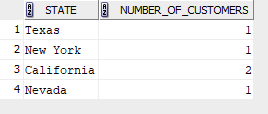 STATE NUMBER_OF_CUSTOMERS
1 Texas 1
2 New York 1
3 California 2
4 Nevada 1